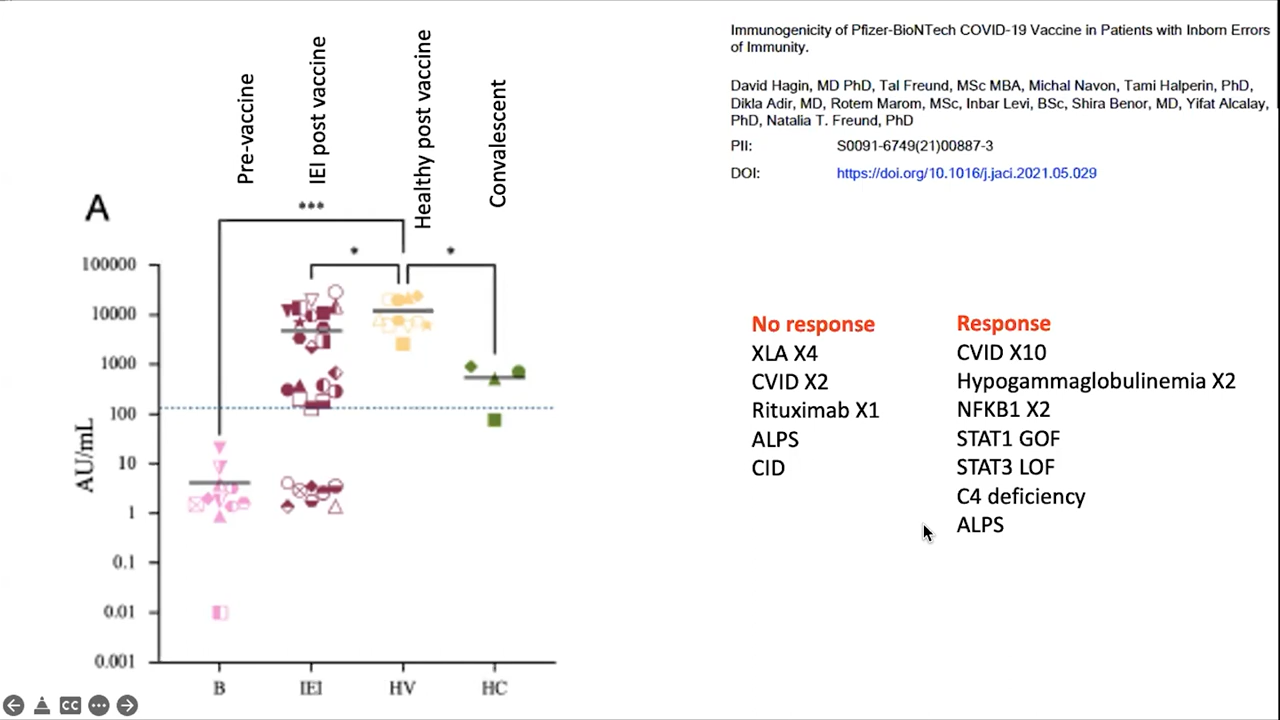 Pre-vaccine
IEI post vaccine
Healthy post vaccine
Convalescent
A
***
*
*
100000
10000
1000
100
10
1
0.1
0.01
0.001
AU/mL
B
IEI
HV
HC
Immunogenicity of Pfizer-BioNTech COVID-19 Vaccine in Patients with Inborn Errors
of Immunity.
David Hagin, MD PhD, Tal Freund, MSc MBA, Michal Navon, Tami Halperin, PhD,
Dikla Adir, MD, Rotem Marom, MSc, Inbar Levi, BSc, Shira Benor, MD, Yifat Alcalay,
PhD, Natalia T. Freund, PhD
PII: S0091-6749(21)00887-3
DOI: https://doi.org/10.1016/j.jaci.2021.05.029
No response
XLA X4
CVID X2
Rituximab X1
ALPS
CID
Response
CVID X10
Hypogammaglobulinemia X2
NFKB1 X2
STAT1 GOF
STAT3 LOF
C4 deficiency
ALPS
CC